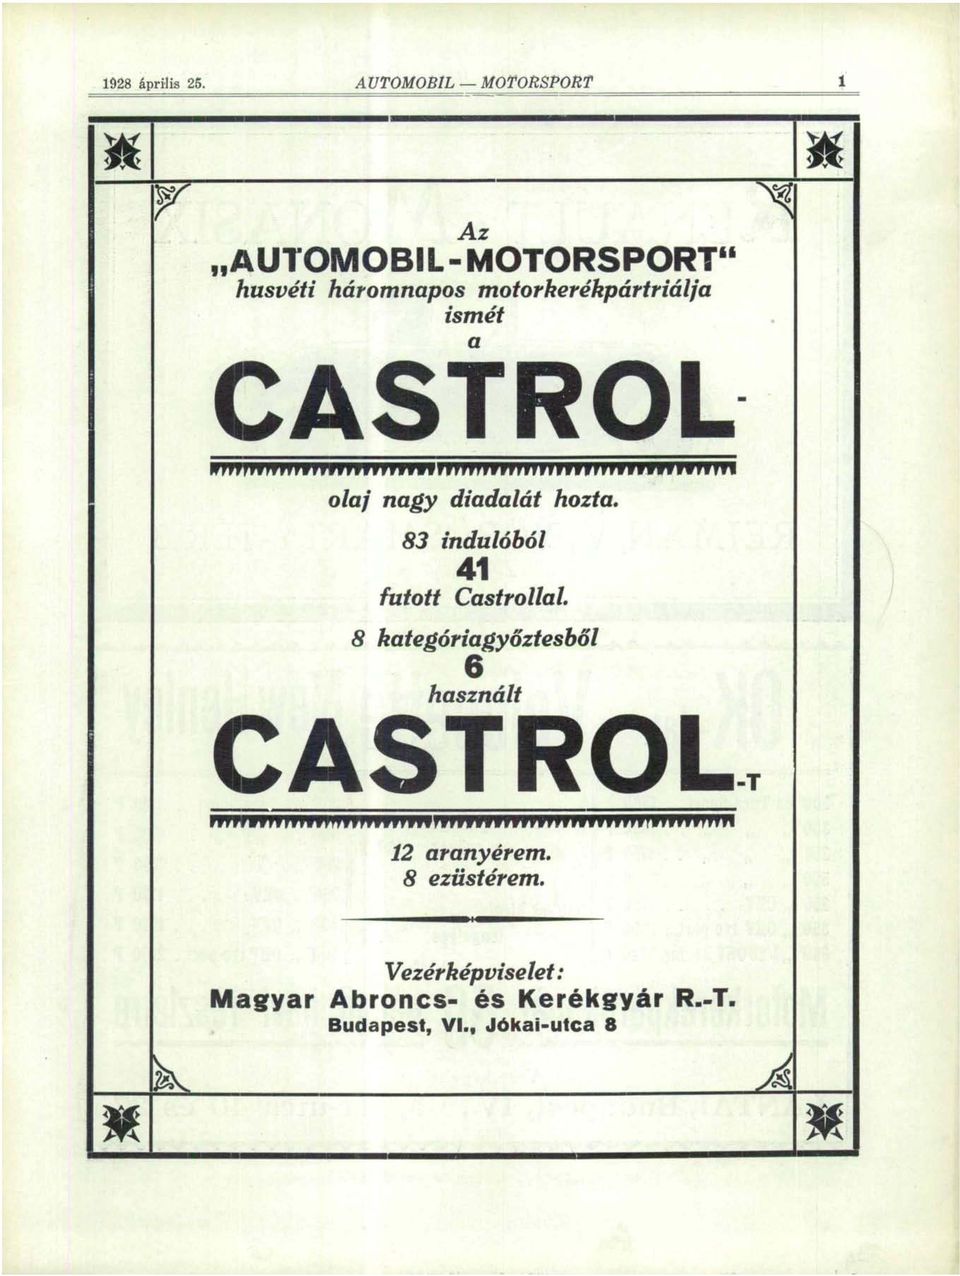 1928 április 25. AUTOMOBIL — MOTORSPORT 1
Az
„AUTOMOBIL-MOTORSPORT“
husvéti háromnapos motorkerékpártriálja
ismét
a
CASTROL-
olaj nagy diadalát hozta.
83 indulóból
41
futott Castrollal.
8 kategóriagyőztesből
6
használt
CASTROL-T
12 aranyérem.
8 ezüstérem.
Vezérképviselet:
Magyar Abroncs- és Kerékgyár R.-T.
Budapest, VI., Jókai-utca 8